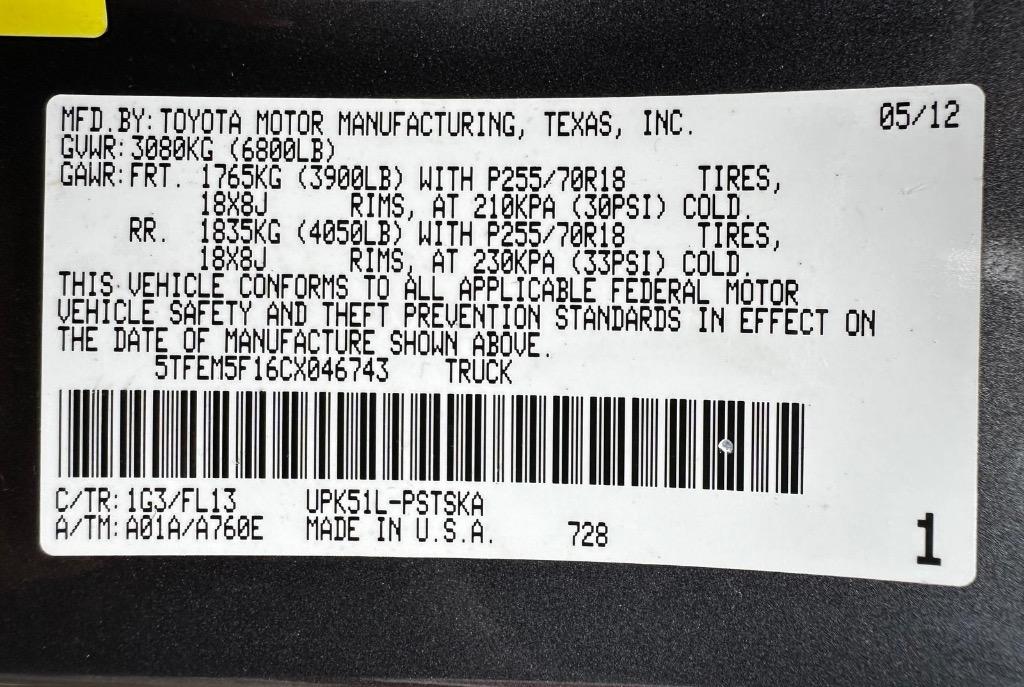 MFD.BY: TOYOTA MOTOR MANUFACTURING, TEXAS, INC. 05/12
GVWR: 3080KG (6800LB)
GAWR: FRT. 1765KG (3900LB) WITH P255/70R18 TIRES,
18X8J RIMS, AT 210KPA (30PSI) COLD.
RR. 1835KG (4050LB) WITH P255/70R18 TIRES,
18X8J RIMS, AT 230KPA (33PSI) COLD.
THIS VEHICLE CONFORMS TO ALL APPLICABLE FEDERAL MOTOR
VEHICLE SAFETY AND THEFT PREVENTION STANDARDS IN EFFECT ON
THE DATE OF MANUFACTURE SHOWN ABOVE.
5TFEM5F16CX046743 TRUCK
C/TR: 1G3/FL13 UPK51L-PSTSKA
A/TM: A01A/A760E MADE IN U.S.A. 728
1